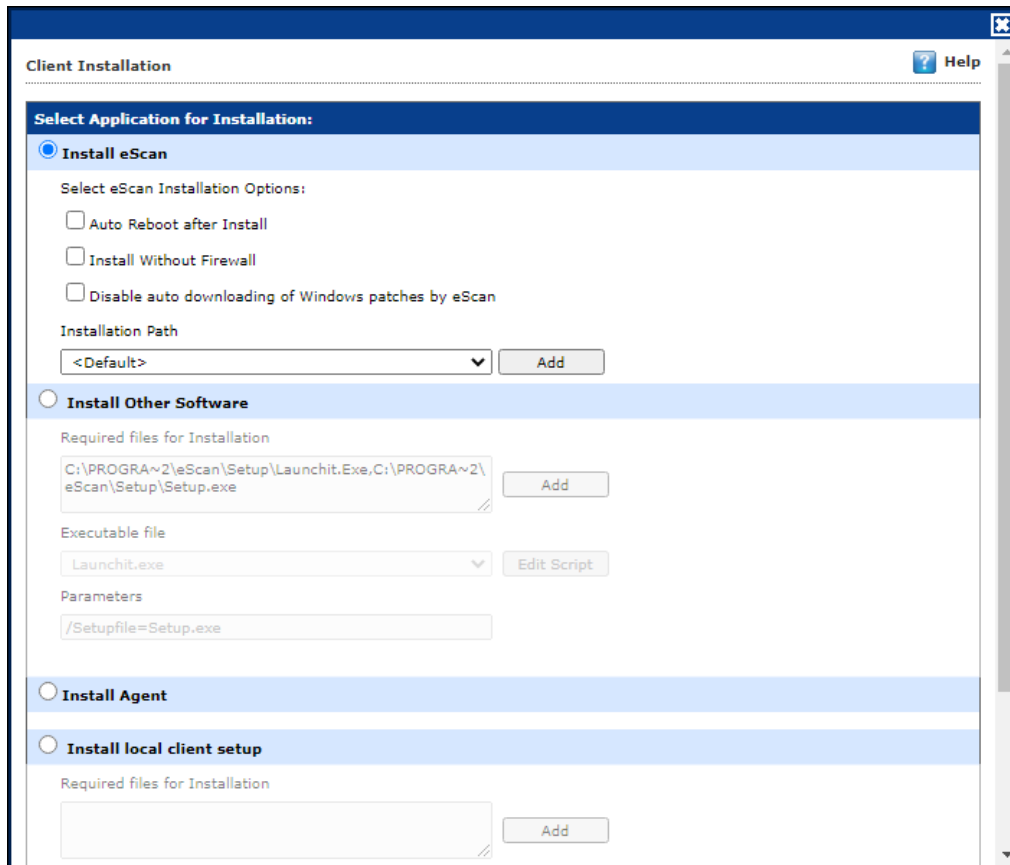 Client Installation
? Help
Select Application for Installation:
Install eScan
Select eScan Installation Options:
Auto Reboot after Install
Install Without Firewall
Disable auto downloading of Windows patches by eScan
Installation Path
<Default> Add
Install Other Software
Required files for Installation
C:\PROGRA~2\eScan\Setup\Launchit.Exe,C:\PROGRA~2\
eScan\Setup\Setup.exe
Add
Executable file
Launchit.exe Edit Script
Parameters
/Setupfile=Setup.exe
Install Agent
Install local client setup
Required files for Installation
Add